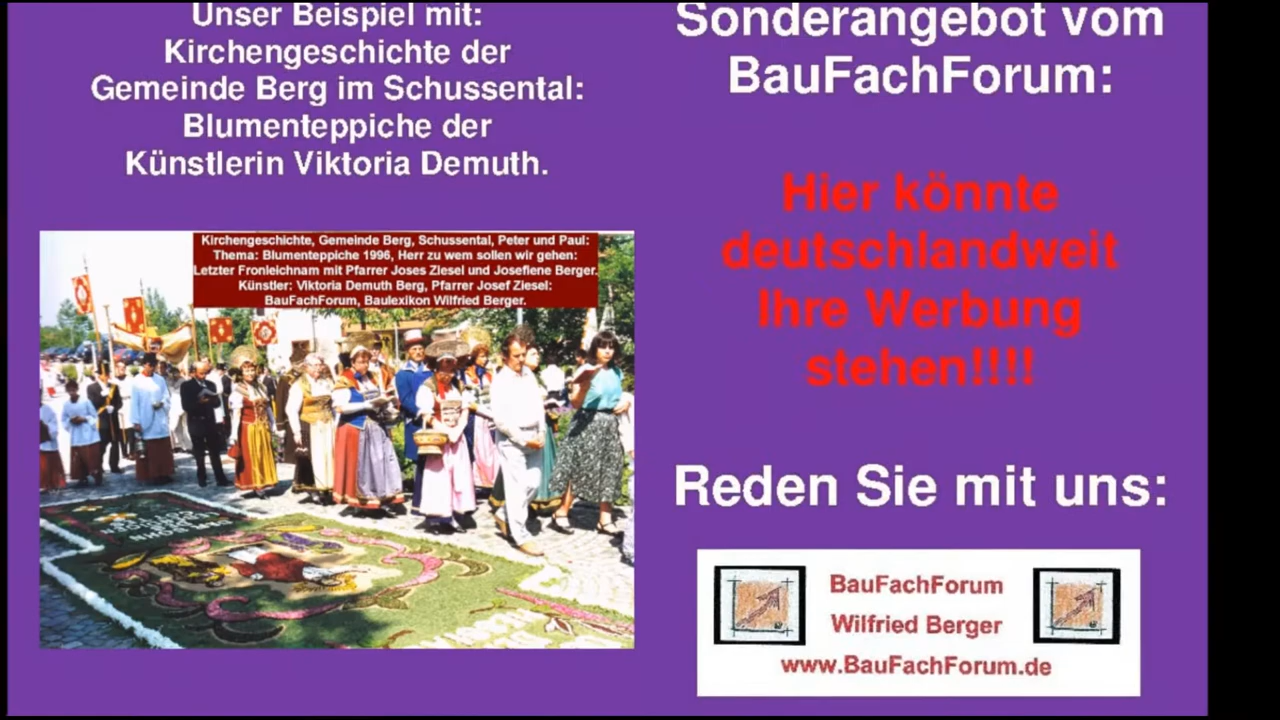 Unser Beispiel mit:
Kirchengeschichte der
Gemeinde Berg im Schussental:
Blumenteppiche der
Künstlerin Viktoria Demuth.
Kirchengeschichte, Gemeinde Berg, Schussental, Peter und Paul:
Thema: Blumenteppiche 1996, Herr zu wem sollen wir gehen:
Letzter Fronleichnam mit Pfarrer Joses Ziesel und Josefiene Berger.
Künstler: Viktoria Demuth Berg, Pfarrer Josef Ziesel:
BauFachForum, Baulexikon Wilfried Berger.
Sonderangebot vom
BauFachForum:
Hier könnte
deutschlandweit
Ihre Werbung
stehen!!!!
Reden Sie mit uns:
BauFachForum
Wilfried Berger
www.BauFachForum.de